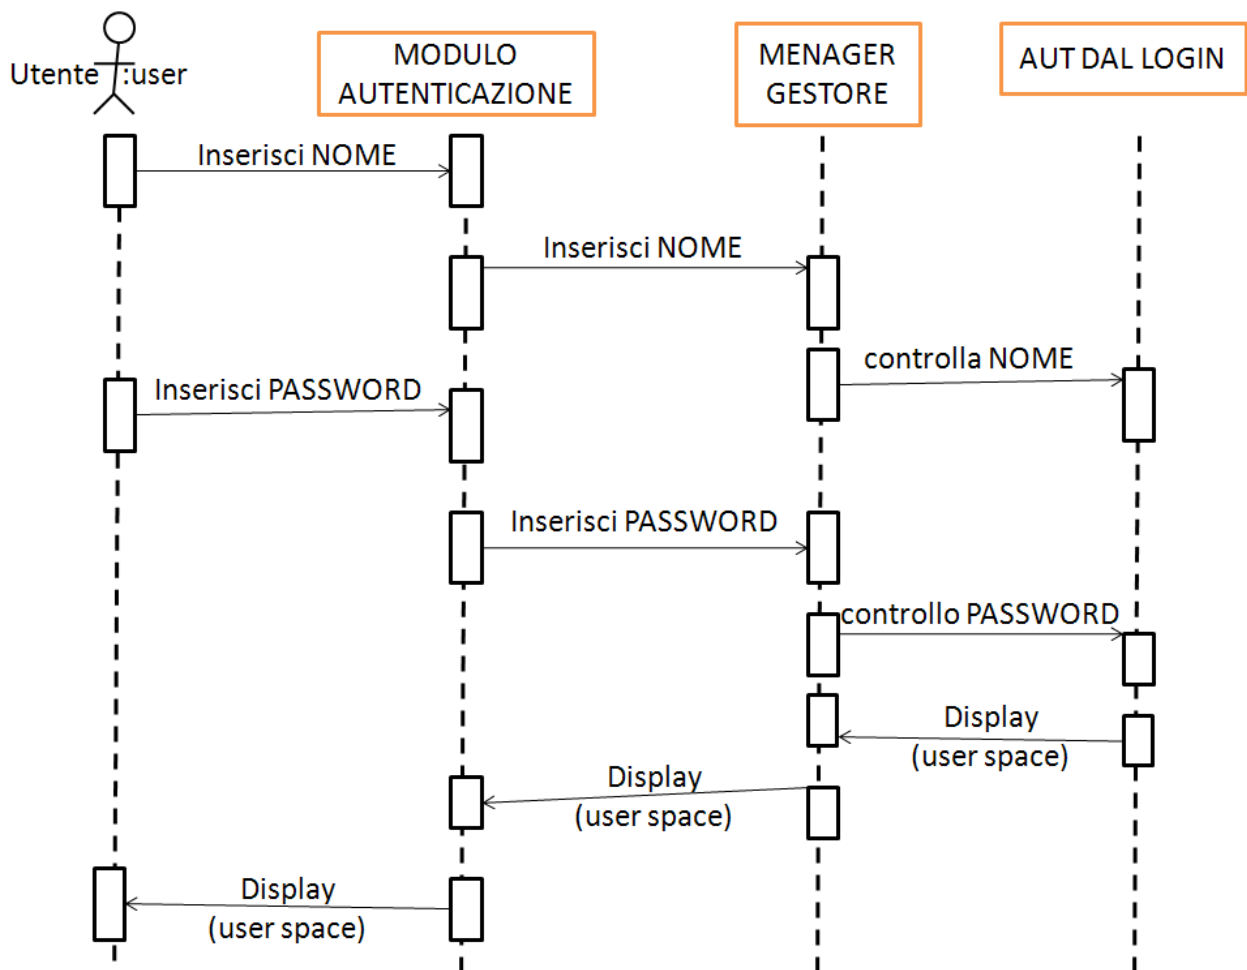 Utente :user
MODULO
AUTENTICAZIONE
MENAGER
GESTORE
AUT DAL LOGIN
Inserisci NOME
Inserisci NOME
controlla NOME
Inserisci PASSWORD
Inserisci PASSWORD
controllo PASSWORD
Display
(user space)
Display
(user space)
Display
(user space)